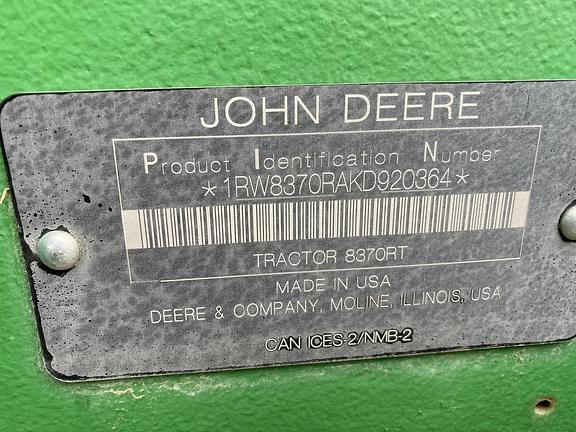 JOHN DEERE
Product Identification Number
*1RW8370RAKD920364*
TRACTOR 8370RT
MADE IN USA
DEERE & COMPANY, MOLINE, ILLINOIS, USA
CAN ICES-2/NMB-2